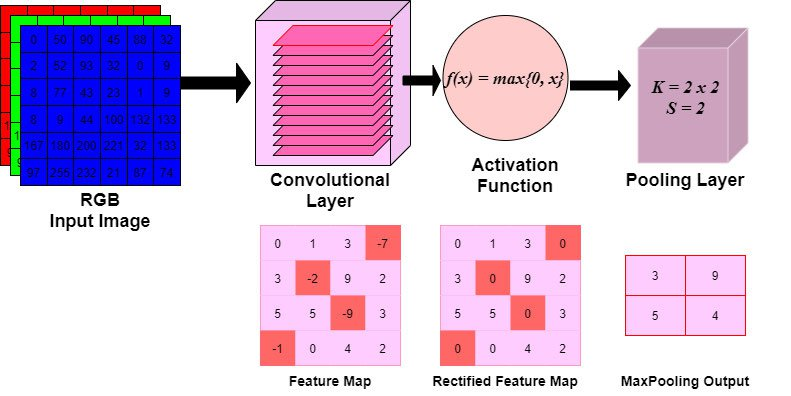 0 60 90 45 88 32
2 62 93 32 0 9
8 77 43 23 1 9
8 9 44 100 132 133
167 180 200 221 32 133
97 255 232 21 87 74
RGB
Input Image
Convolutional
Layer
f(x) = max{0, x}
Activation
Function
K = 2 x 2
S = 2
Pooling Layer
0 1 3 -7
3 -2 9 2
5 5 -9 3
-1 0 4 2
Feature Map
0 1 3 0
3 0 9 2
5 5 0 3
0 0 4 2
Rectified Feature Map
3 9
5 4
MaxPooling Output